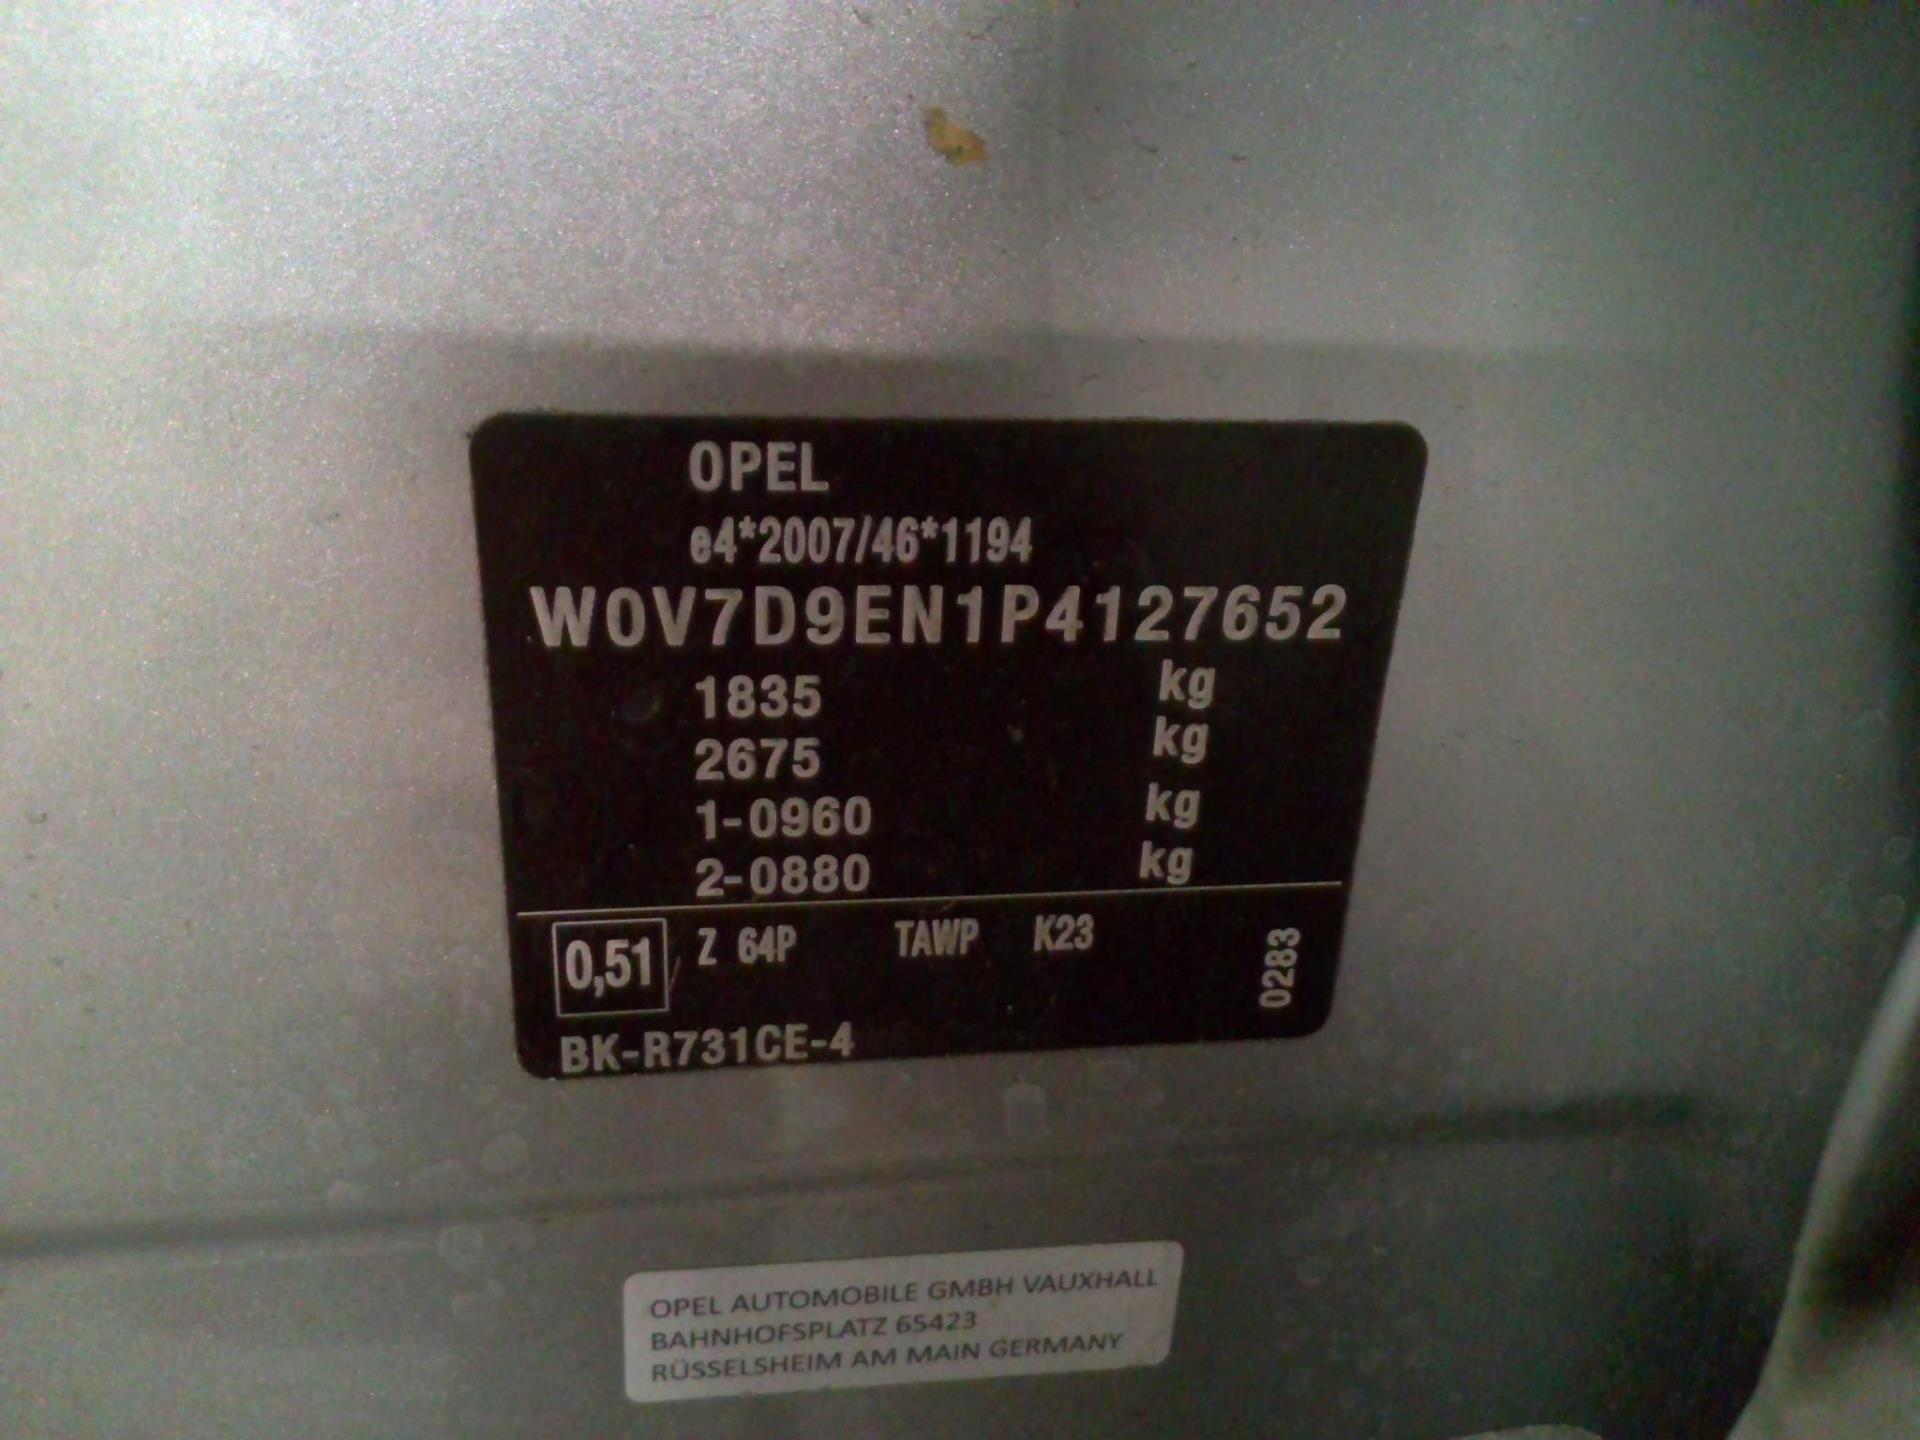 OPEL
e4*2007/46*1194
W0V7D9EN1P4127652
1835 kg
2675 kg
1-0960 kg
2-0880 kg
0,51 Z 64P TAWP K23
0283
BK-R731CE-4
OPEL AUTOMOBILE GMBH VAUXHALL
BAHNHOFSPLATZ 65423
RÜSSELSHEIM AM MAIN GERMANY